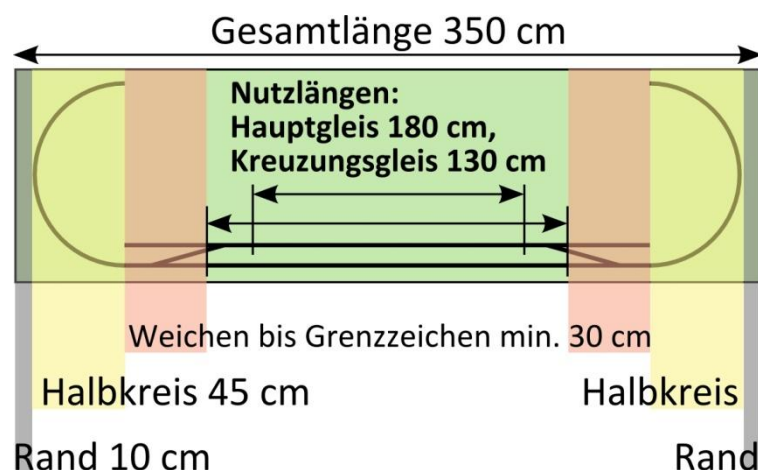 Gesamtlänge 350 cm
Nutzlängen:
Hauptgleis 180 cm,
Kreuzungsgleis 130 cm
Weichen bis Grenzzeichen min. 30 cm
Halbkreis 45 cm
Halbkreis
Rand 10 cm
Rand